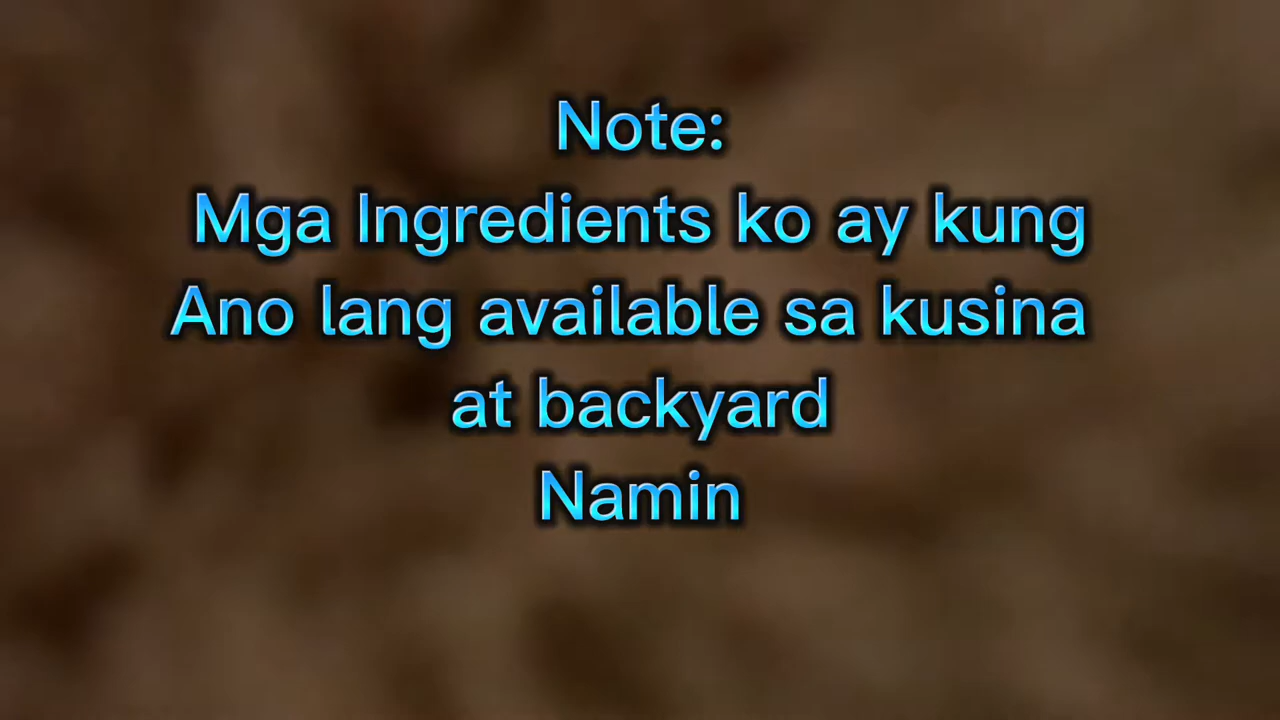 Note:
Mga Ingredients ko ay kung
Ano lang available sa kusina
at backyard
Namin